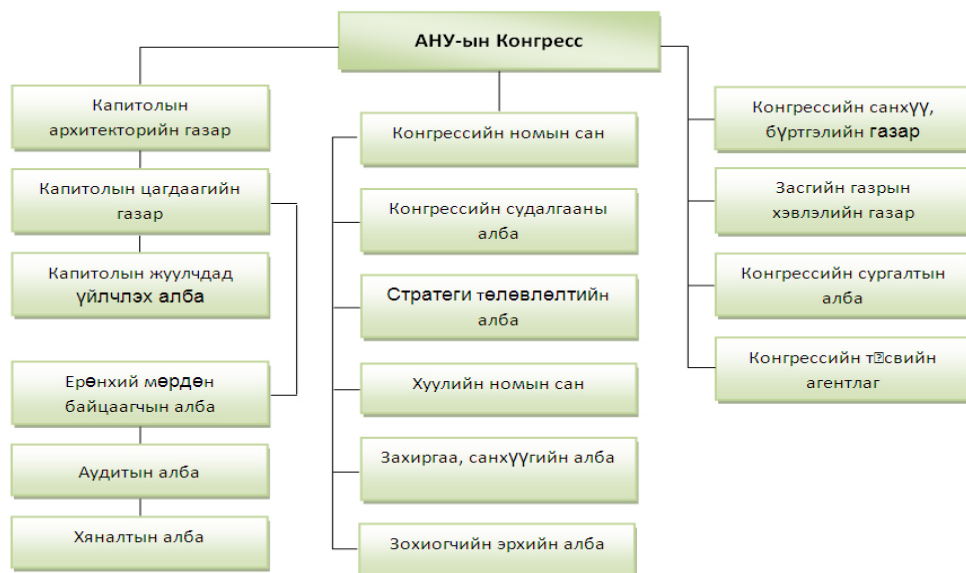 АНУ-ын Конгресс
Капитолын
архитекторийн газар
Капитолын цагдаагийн
газар
Капитолын жуулчдад
үйлчлэх алба
Ерөнхий мөрдөн
байцаагчын алба
Аудитын алба
Хяналтын алба
Конгрессийн номын сан
Конгрессийн судалгааны
алба
Стратеги төлөвлөлтийн
алба
Хуулийн номын сан
Захиргаа, санхүүгийн алба
Зохиогчийн эрхийн алба
Конгрессийн санхүү,
бүртгэлийн газар
Засгийн газрын
хэвлэлийн газар
Конгрессийн сургалтын
алба
Конгрессийн т�свийн
агентлаг